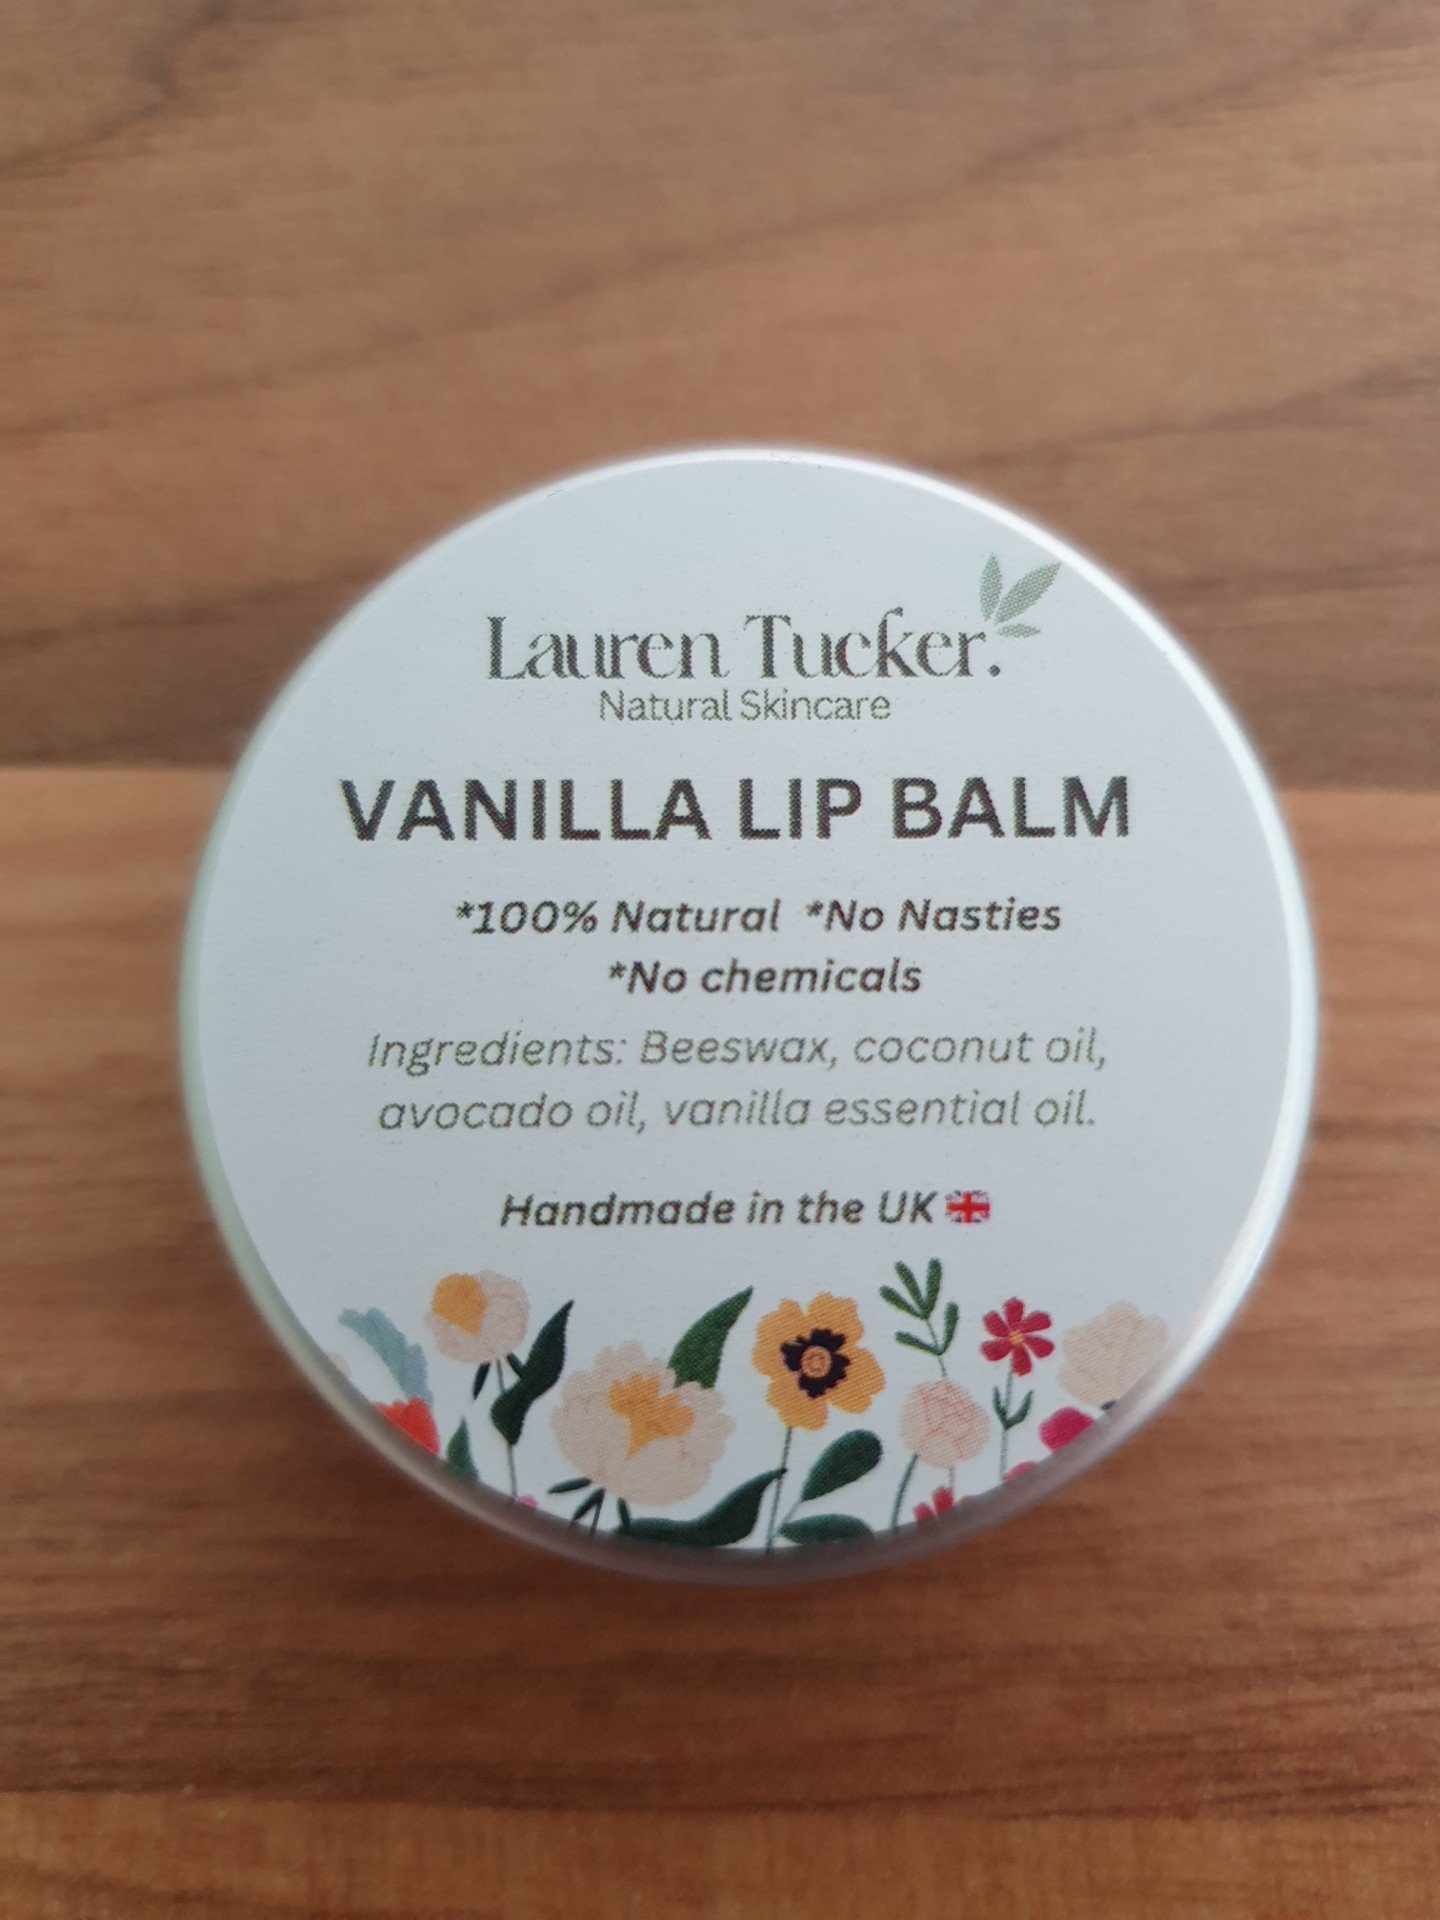 Lauren Tucker.
Natural Skincare
VANILLA LIP BALM
*100% Natural *No Nasties
*No chemicals
Ingredients: Beeswax, coconut oil,
avocado oil, vanilla essential oil.
Handmade in the UK